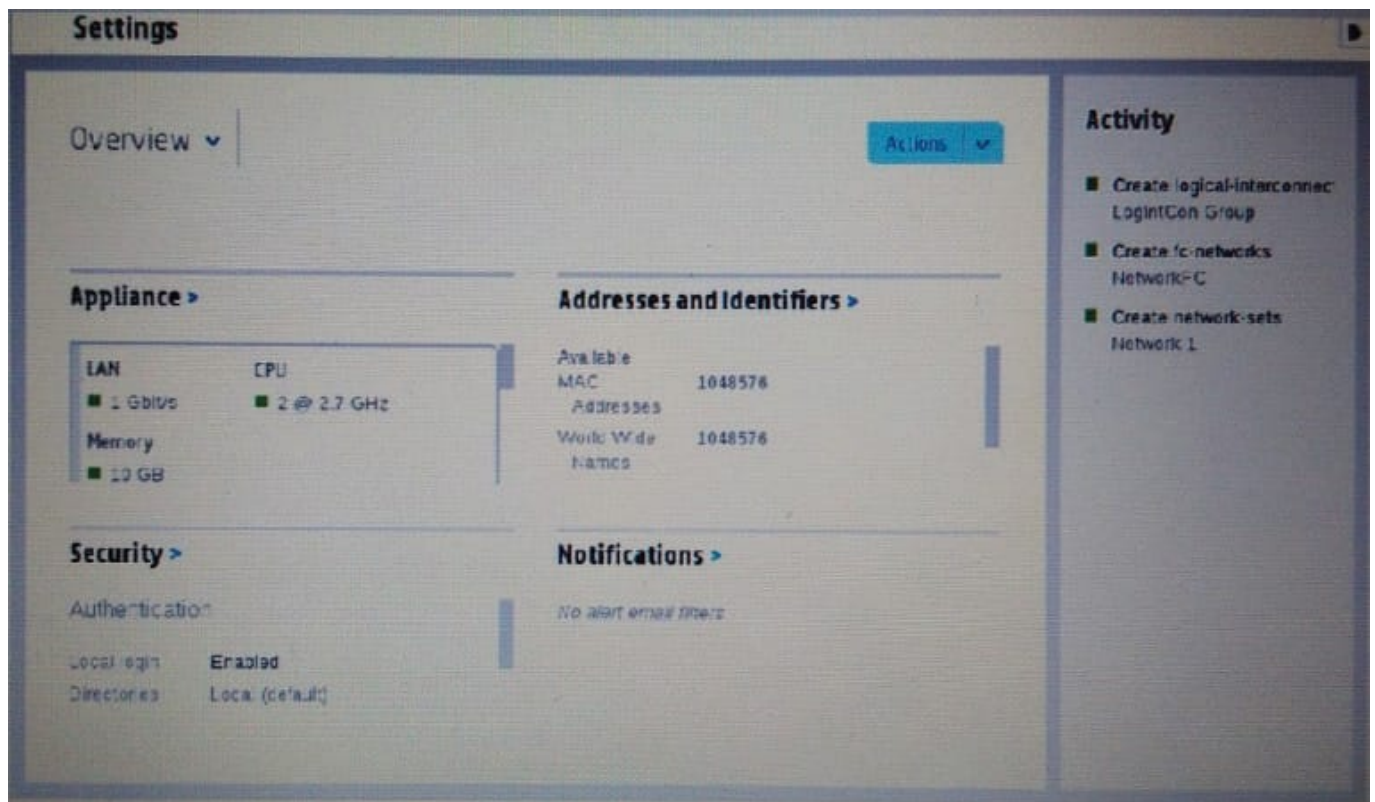 Settings
Overview
Actions
Appliance >
LAN
CPU
1 Gbit/s
2 @ 2.7 GHz
Memory
10 GB
Addresses and Identifiers >
Available
MAC 1048576
Addresses
World Wide 1048576
Names
Security >
Authentication
Local login Enabled
Directories Local (default)
Notifications >
No alert email filters
Activity
Create logical-interconnec
LogIntCon Group
Create fc-networks
NetworkFC
Create network-sets
Network 1